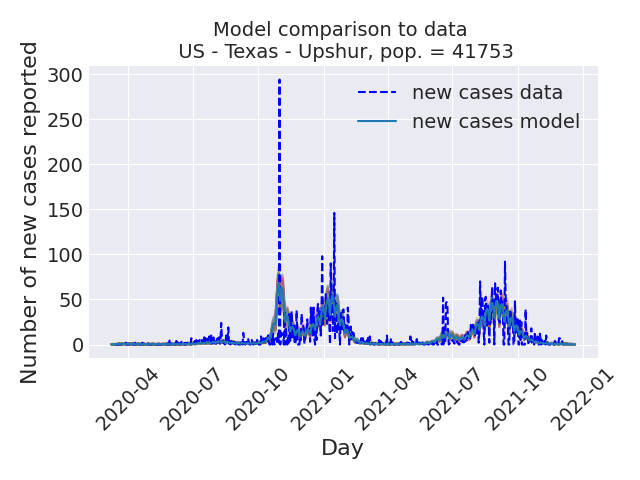 Model comparison to data
US - Texas - Upshur, pop. = 41753
Number of new cases reported
300
250
200
150
100
50
0
new cases data
new cases model
2020-04
2020-07
2020-10
2021-01
2021-04
2021-07
2021-10
2022-01
Day